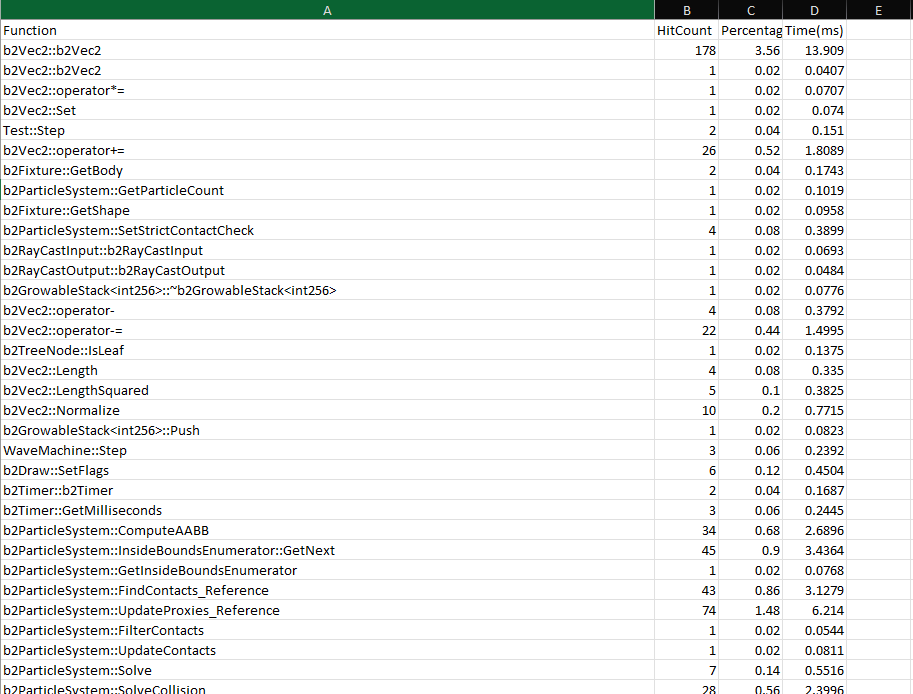 A B C D E
Function HitCount Percentag Time(ms)
b2Vec2::b2Vec2 178 3.56 13.909
b2Vec2::b2Vec2 1 0.02 0.0407
b2Vec2::operator*= 1 0.02 0.0707
b2Vec2::Set 1 0.02 0.074
Test::Step 2 0.04 0.151
b2Vec2::operator+= 26 0.52 1.8089
b2Fixture::GetBody 2 0.04 0.1743
b2ParticleSystem::GetParticleCount 1 0.02 0.1019
b2Fixture::GetShape 1 0.02 0.0958
b2ParticleSystem::SetStrictContactCheck 4 0.08 0.3899
b2RayCastInput::b2RayCastInput 1 0.02 0.0693
b2RayCastOutput::b2RayCastOutput 1 0.02 0.0484
b2GrowableStack<int256>::~b2GrowableStack<int256> 1 0.02 0.0776
b2Vec2::operator- 4 0.08 0.3792
b2Vec2::operator-= 22 0.44 1.4995
b2TreeNode::IsLeaf 1 0.02 0.1375
b2Vec2::Length 4 0.08 0.335
b2Vec2::LengthSquared 5 0.1 0.3825
b2Vec2::Normalize 10 0.2 0.7715
b2GrowableStack<int256>::Push 1 0.02 0.0823
WaveMachine::Step 3 0.06 0.2392
b2Draw::SetFlags 6 0.12 0.4504
b2Timer::b2Timer 2 0.04 0.1687
b2Timer::GetMilliseconds 3 0.06 0.2445
b2ParticleSystem::ComputeAABB 34 0.68 2.6896
b2ParticleSystem::InsideBoundsEnumerator::GetNext 45 0.9 3.4364
b2ParticleSystem::GetInsideBoundsEnumerator 1 0.02 0.0768
b2ParticleSystem::FindContacts_Reference 43 0.86 3.1279
b2ParticleSystem::UpdateProxies_Reference 74 1.48 6.214
b2ParticleSystem::FilterContacts 1 0.02 0.0544
b2ParticleSystem::UpdateContacts 1 0.02 0.0811
b2ParticleSystem::Solve 7 0.14 0.5516
b2ParticleSystem::SolveCollision 28 0.56 2.3996